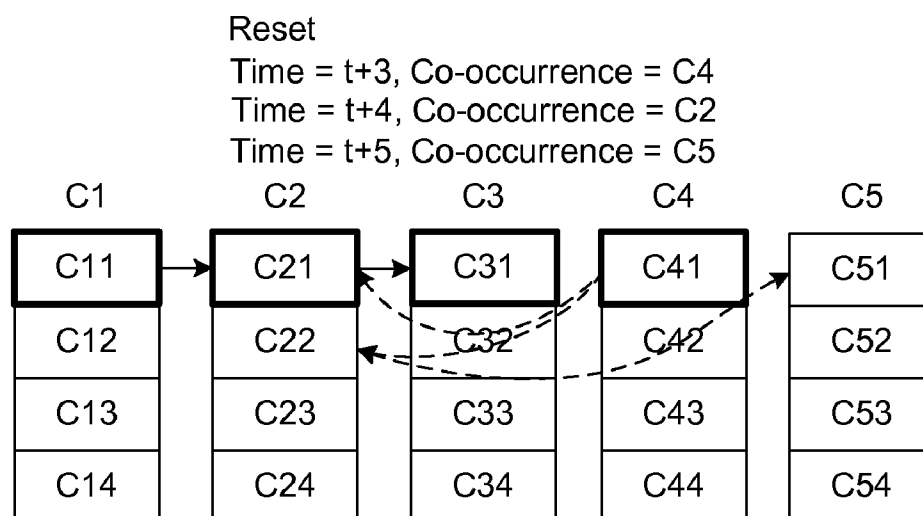 Reset
Time = t+3, Co-occurrence = C4
Time = t+4, Co-occurrence = C2
Time = t+5, Co-occurrence = C5
C1 C2 C3 C4 C5
C11 C21 C31 C41 C51
C12 C22 C32 C42 C52
C13 C23 C33 C43 C53
C14 C24 C34 C44 C54